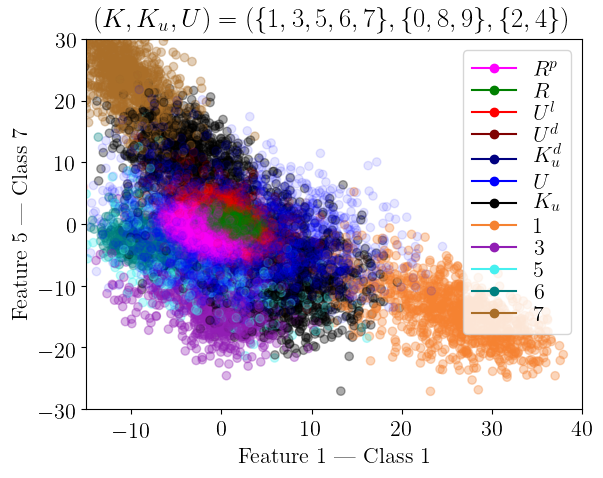 (K, K_u, U) = ({1, 3, 5, 6, 7}, {0, 8, 9}, {2, 4})
30
20
10
0
−10
−20
−30
−10
0
10
20
30
40
Feature 5 — Class 7
Feature 1 — Class 1
R^p
R
U^l
U^d
K_u^d
U
K_u
1
3
5
6
7